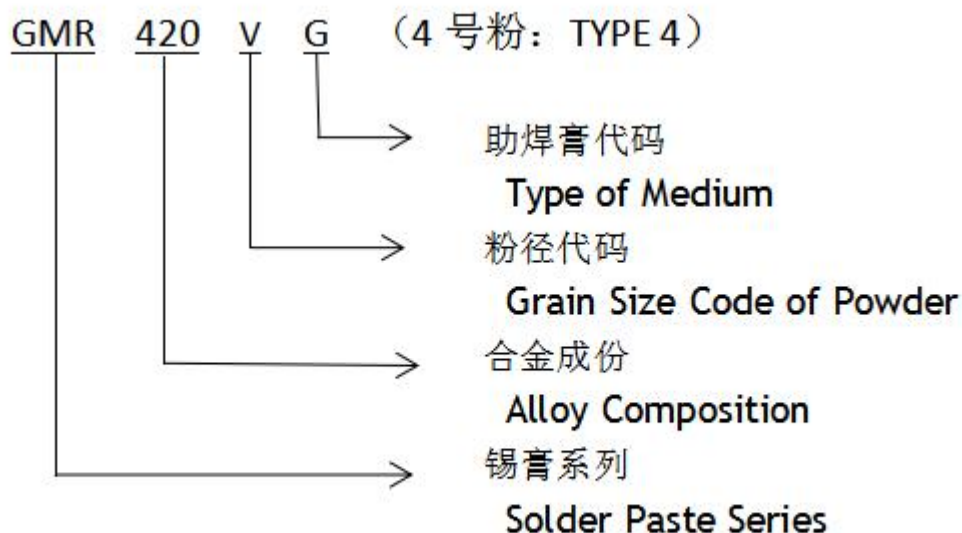 GMR 420 V G （4 号粉：TYPE 4）
助焊膏代码
Type of Medium
粉径代码
Grain Size Code of Powder
合金成份
Alloy Composition
锡膏系列
Solder Paste Series